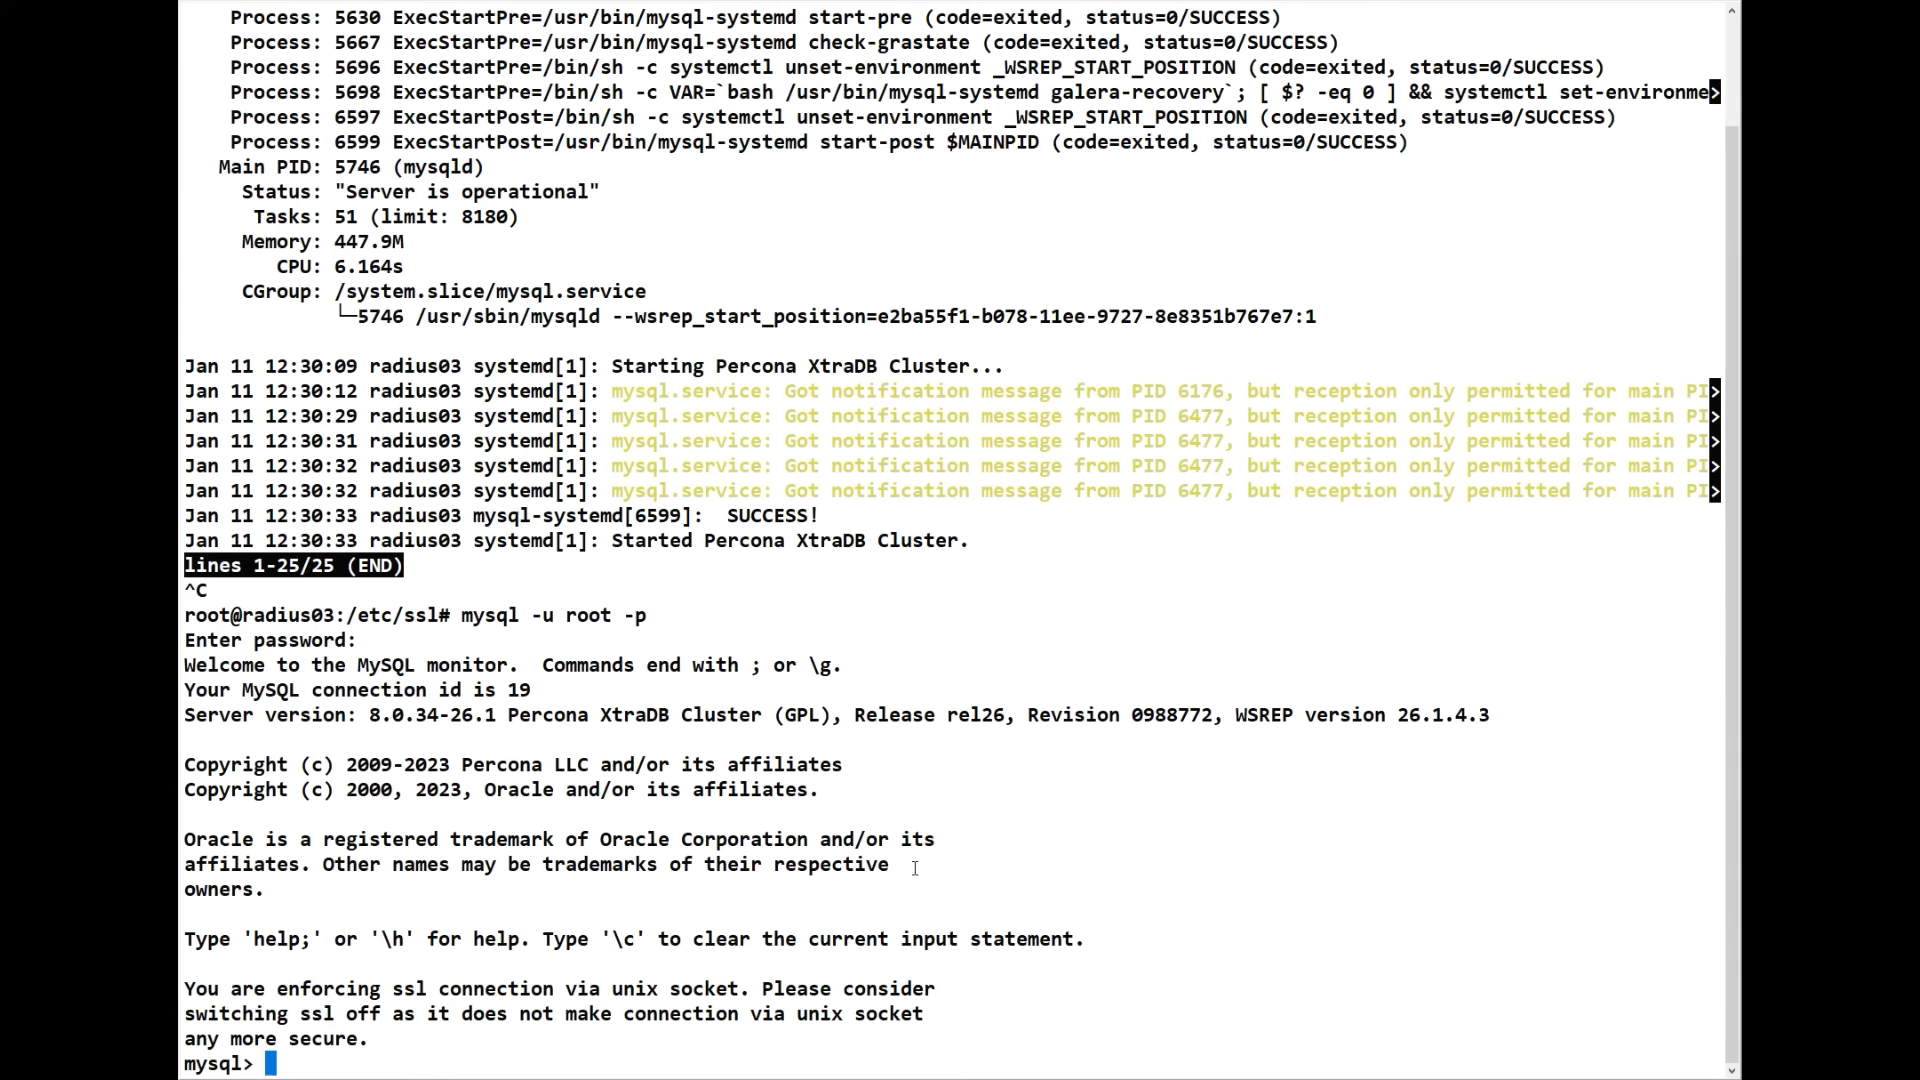 Process: 5630 ExecStartPre=/usr/bin/mysql-systemd start-pre (code=exited, status=0/SUCCESS)
Process: 5667 ExecStartPre=/usr/bin/mysql-systemd check-grastate (code=exited, status=0/SUCCESS)
Process: 5696 ExecStartPre=/bin/sh -c systemctl unset-environment _WSREP_START_POSITION (code=exited, status=0/SUCCESS)
Process: 5698 ExecStartPre=/bin/sh -c VAR=`bash /usr/bin/mysql-systemd galera-recovery`; [ $? -eq 0 ] && systemctl set-environme>
Process: 6597 ExecStartPost=/bin/sh -c systemctl unset-environment _WSREP_START_POSITION (code=exited, status=0/SUCCESS)
Process: 6599 ExecStartPost=/usr/bin/mysql-systemd start-post $MAINPID (code=exited, status=0/SUCCESS)
Main PID: 5746 (mysqld)
Status: "Server is operational"
Tasks: 51 (limit: 8180)
Memory: 447.9M
CPU: 6.164s
CGroup: /system.slice/mysql.service
└─5746 /usr/sbin/mysqld --wsrep_start_position=e2ba55f1-b078-11ee-9727-8e8351b767e7:1
Jan 11 12:30:09 radius03 systemd[1]: Starting Percona XtraDB Cluster...
Jan 11 12:30:12 radius03 systemd[1]: mysql.service: Got notification message from PID 6176, but reception only permitted for main PI>
Jan 11 12:30:29 radius03 systemd[1]: mysql.service: Got notification message from PID 6477, but reception only permitted for main PI>
Jan 11 12:30:31 radius03 systemd[1]: mysql.service: Got notification message from PID 6477, but reception only permitted for main PI>
Jan 11 12:30:32 radius03 systemd[1]: mysql.service: Got notification message from PID 6477, but reception only permitted for main PI>
Jan 11 12:30:32 radius03 systemd[1]: mysql.service: Got notification message from PID 6477, but reception only permitted for main PI>
Jan 11 12:30:33 radius03 mysql-systemd[6599]:  SUCCESS!
Jan 11 12:30:33 radius03 systemd[1]: Started Percona XtraDB Cluster.
lines 1-25/25 (END)
^C
root@radius03:/etc/ssl# mysql -u root -p
Enter password:
Welcome to the MySQL monitor.  Commands end with ; or \g.
Your MySQL connection id is 19
Server version: 8.0.34-26.1 Percona XtraDB Cluster (GPL), Release rel26, Revision 0988772, WSREP version 26.1.4.3
Copyright (c) 2009-2023 Percona LLC and/or its affiliates
Copyright (c) 2000, 2023, Oracle and/or its affiliates.
Oracle is a registered trademark of Oracle Corporation and/or its
affiliates. Other names may be trademarks of their respective
owners.
Type 'help;' or '\h' for help. Type '\c' to clear the current input statement.
You are enforcing ssl connection via unix socket. Please consider
switching ssl off as it does not make connection via unix socket
any more secure.
mysql>